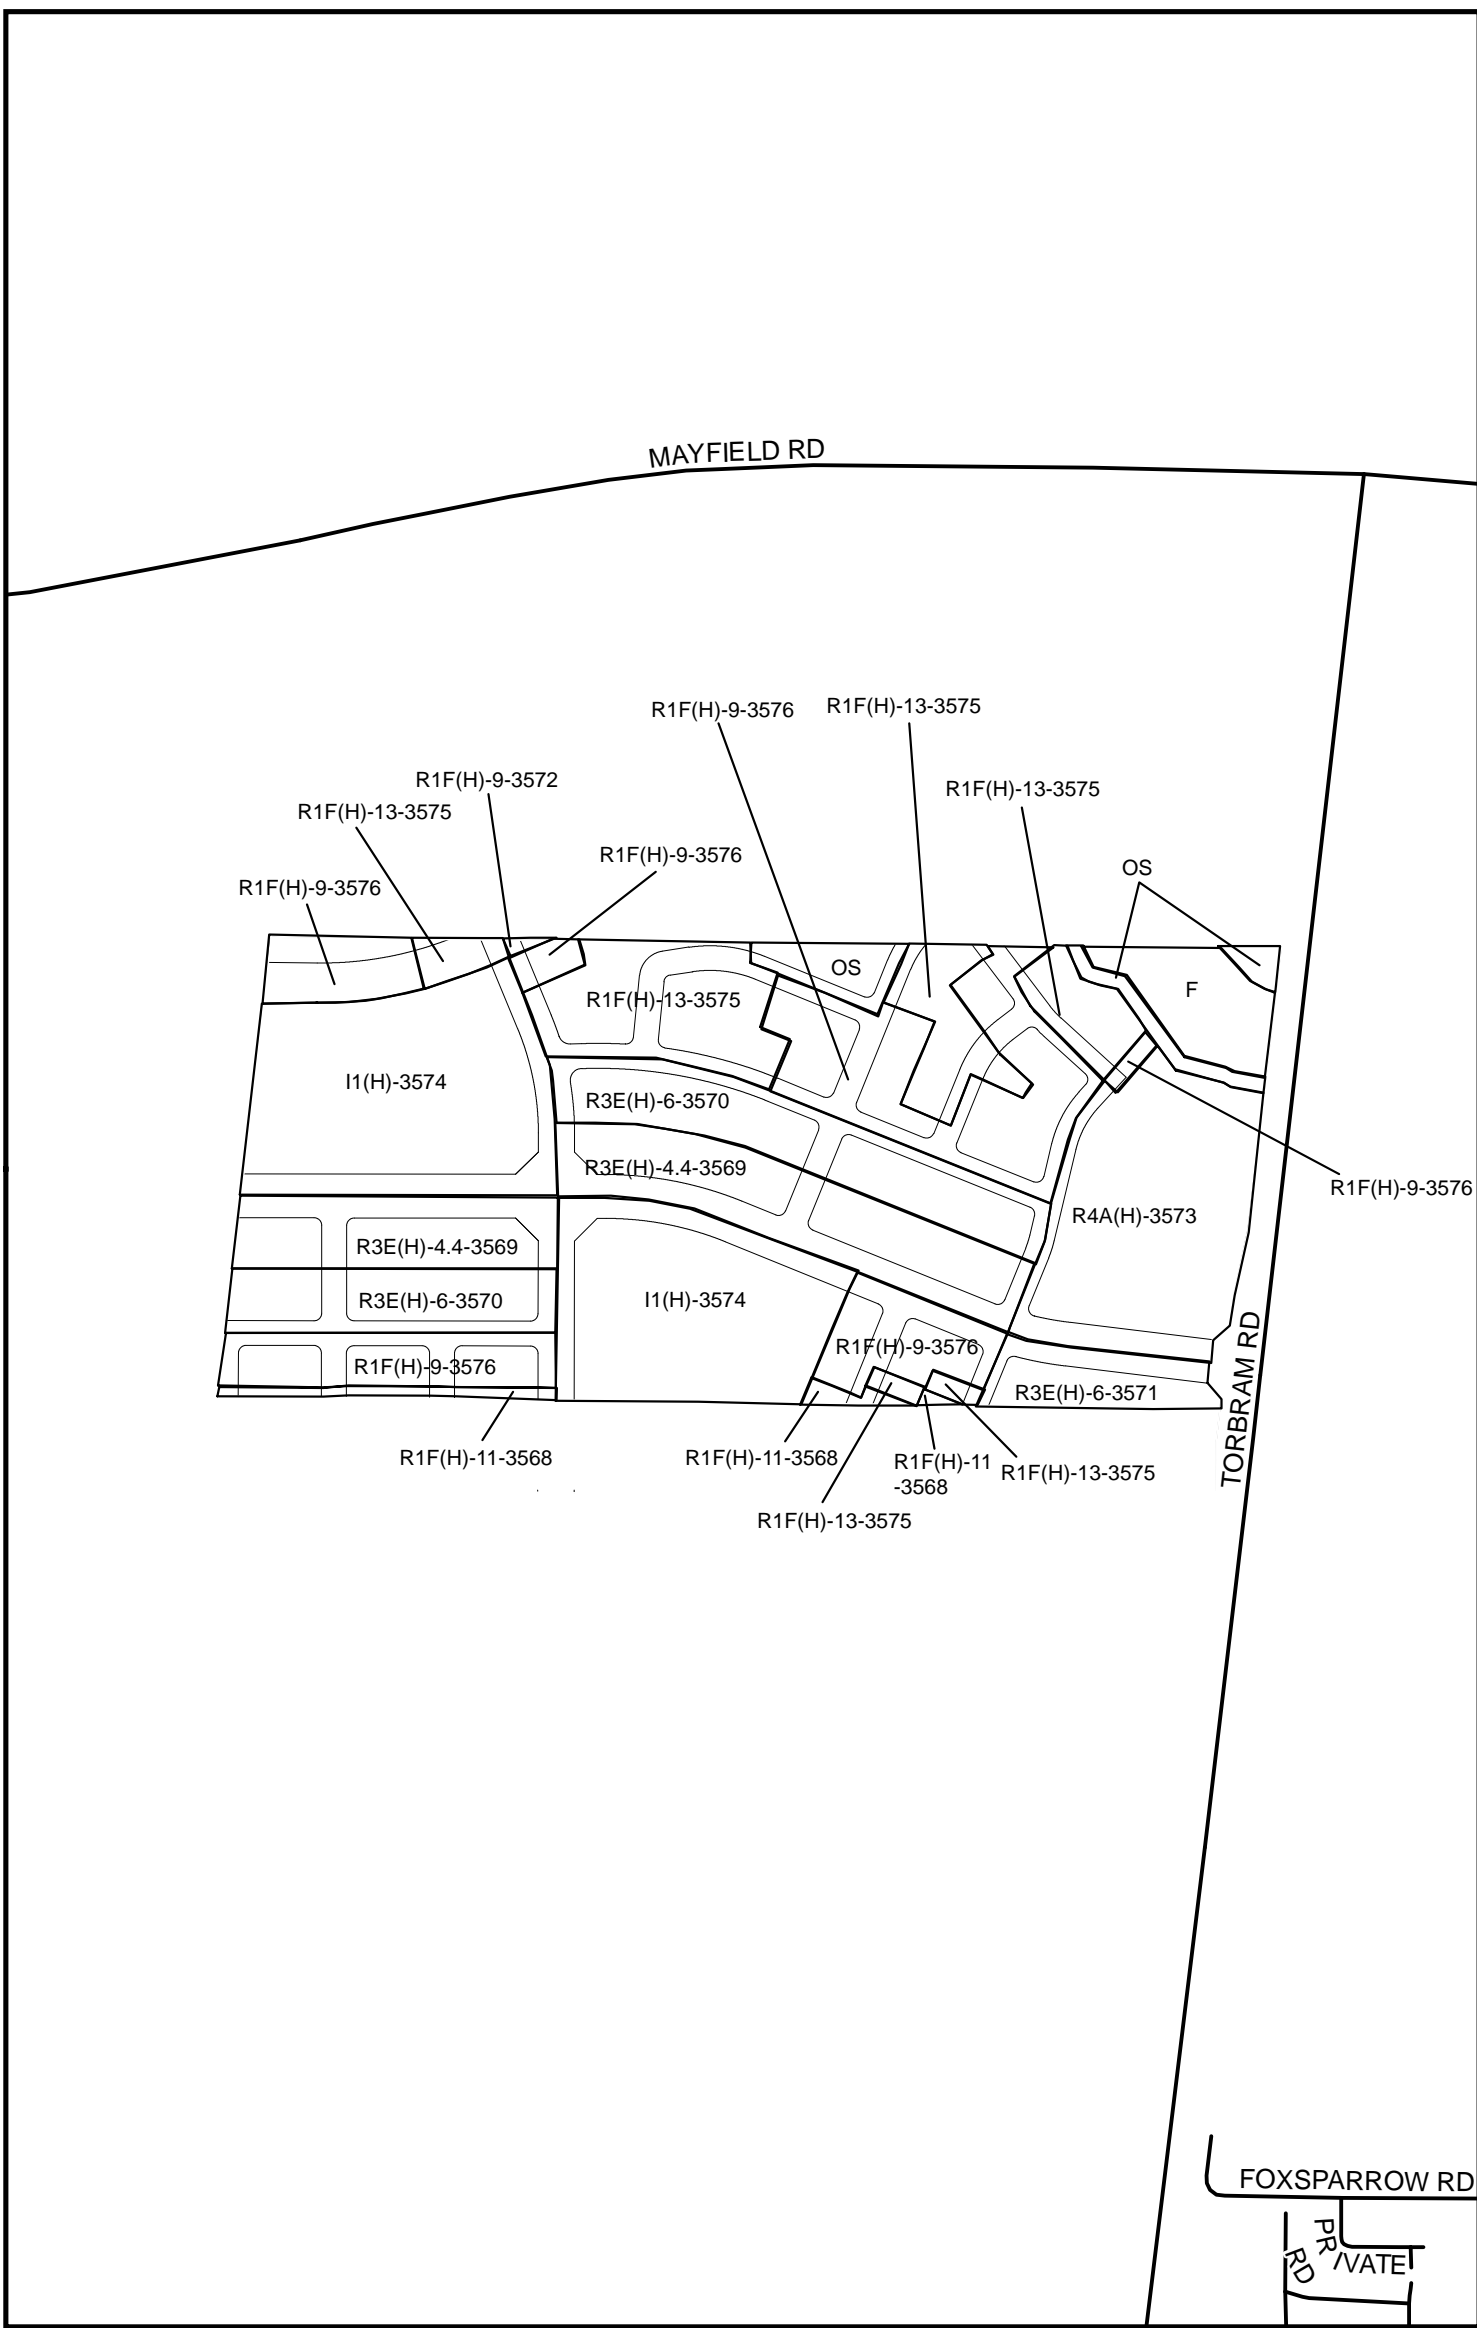 MAYFIELD RD
R1F(H)-9-3576
R1F(H)-13-3575
R1F(H)-9-3572
R1F(H)-13-3575
R1F(H)-13-3575
R1F(H)-9-3576
R1F(H)-9-3576
OS
OS
F
R1F(H)-13-3575
I1(H)-3574
R3E(H)-6-3570
R3E(H)-4.4-3569
R1F(H)-9-3576
R4A(H)-3573
R3E(H)-4.4-3569
R3E(H)-6-3570
I1(H)-3574
R1F(H)-9-3576
R1F(H)-9-3576
R3E(H)-6-3571
TORBRAM RD
R1F(H)-11-3568
R1F(H)-11-3568
R1F(H)-11
-3568
R1F(H)-13-3575
R1F(H)-13-3575
FOXSPARROW RD
PRIVATE
RD